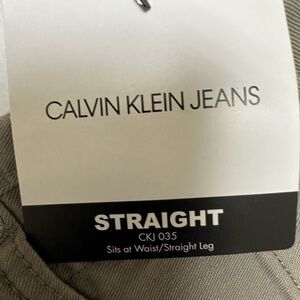 CALVIN KLEIN JEANS
STRAIGHT
CKJ 035
Sits at Waist/Straight Leg